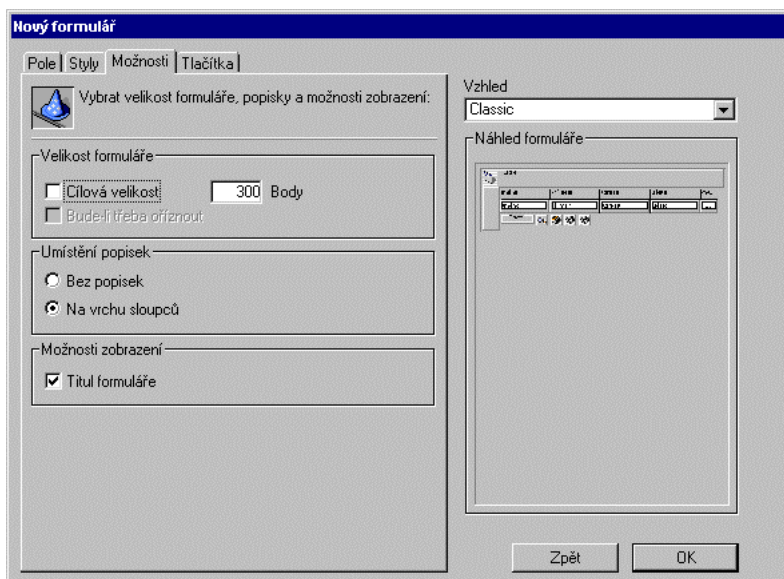 Nový formulář
Pole Styly Možnosti Tlačítka
Vybrat velikost formuláře, popisky a možnosti zobrazení:
Velikost formuláře
Cílová velikost 300 Body
Bude-li třeba oříznout
Umístění popisek
Bez popisek
Na vrchu sloupců
Možnosti zobrazení
Titul formuláře
Vzhled
Classic
Náhled formuláře
Zpět OK